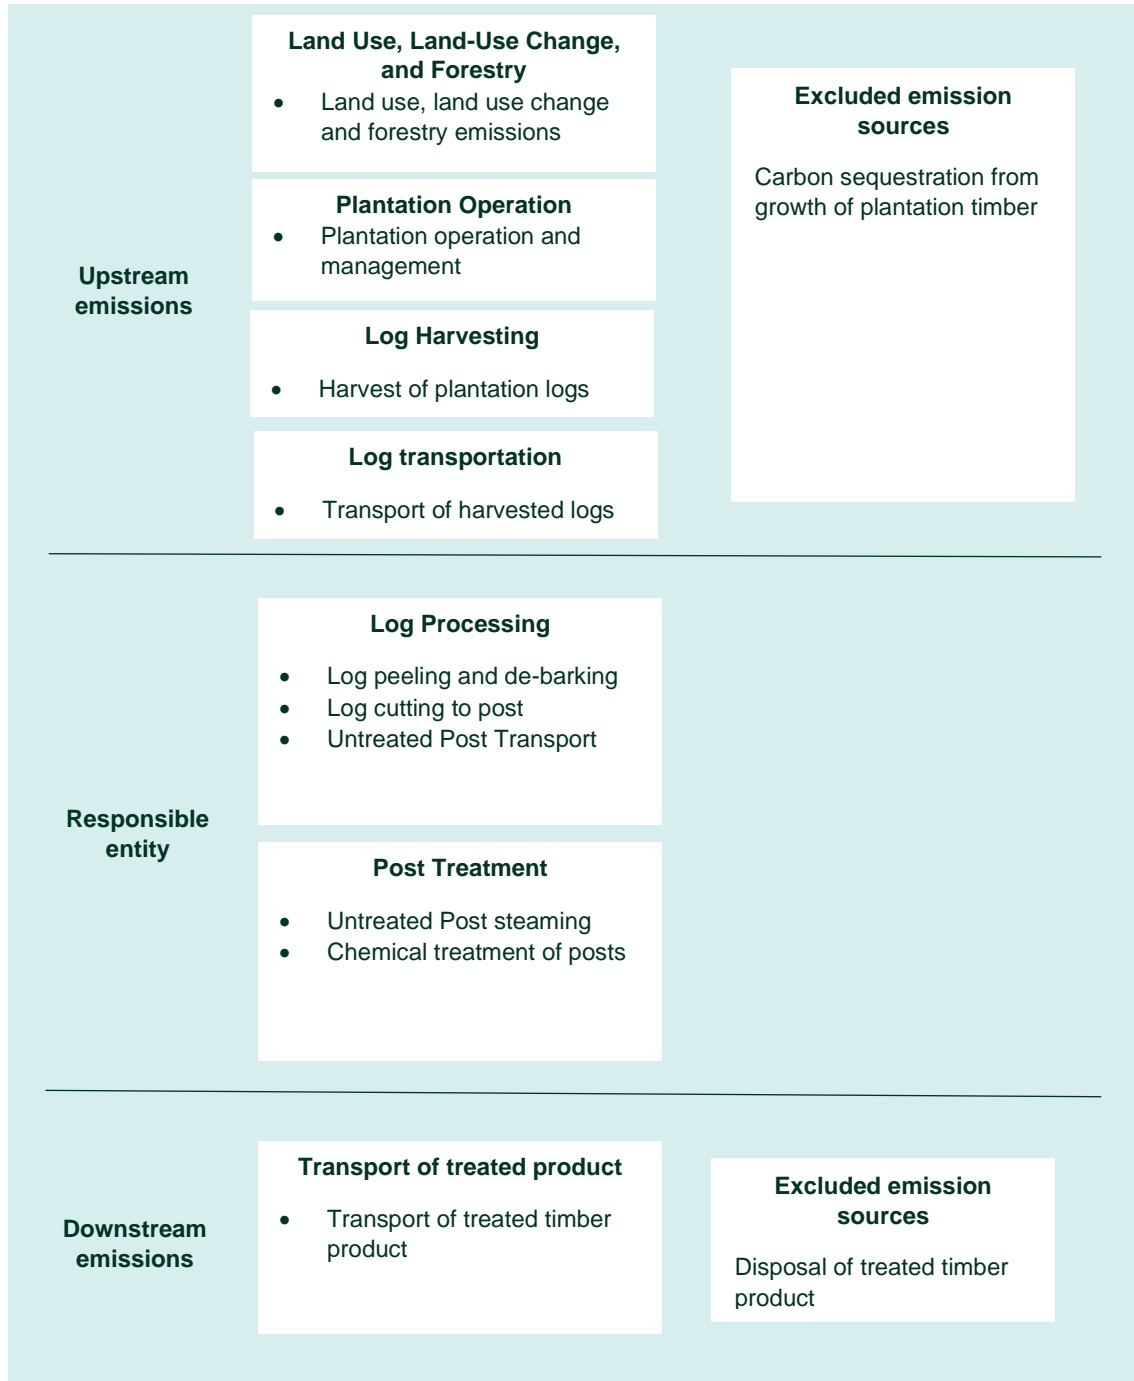 Land Use, Land-Use Change,
and Forestry
• Land use, land use change
and forestry emissions
Excluded emission
sources
Carbon sequestration from
growth of plantation timber
Plantation Operation
• Plantation operation and
management
Upstream
emissions
Log Harvesting
• Harvest of plantation logs
Log transportation
• Transport of harvested logs
Log Processing
• Log peeling and de-barking
• Log cutting to post
• Untreated Post Transport
Responsible
entity
Post Treatment
• Untreated Post steaming
• Chemical treatment of posts
Transport of treated product
• Transport of treated timber
product
Downstream
emissions
Excluded emission
sources
Disposal of treated timber
product